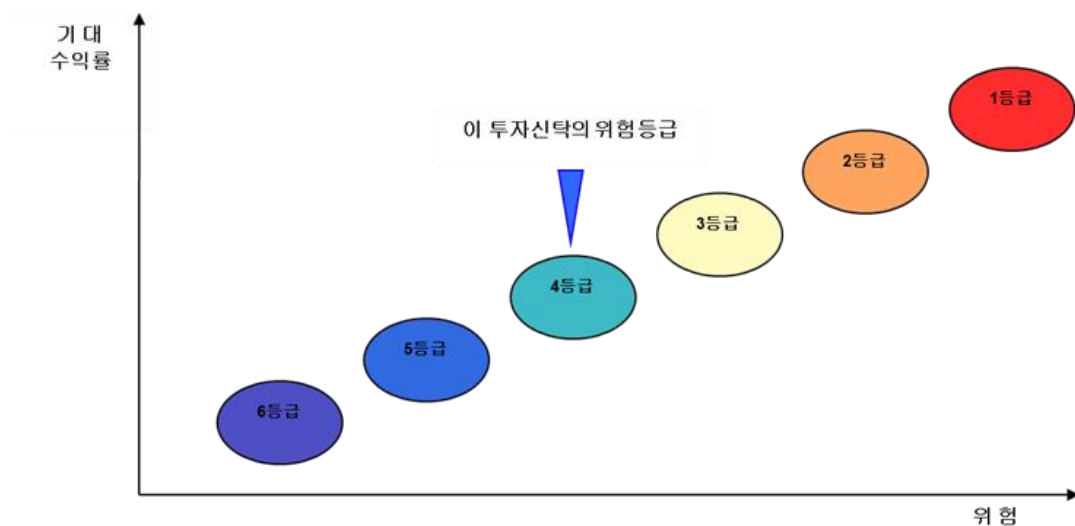 기 대
수익률
1등급
이 투자신탁의 위험등급
2등급
3등급
4등급
5등급
6등급
위 험